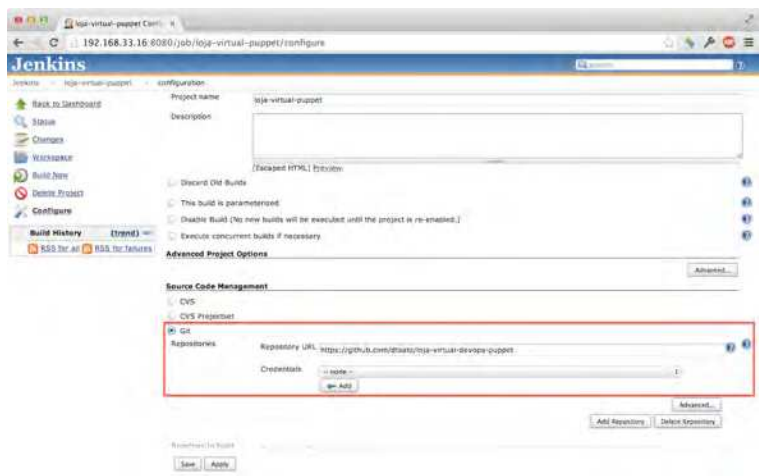 loja-virtual-puppet Conf
192.168.33.16:8080/job/loja-virtual-puppet/configure
Jenkins
search
Jenkins
loja-virtual-puppet
configuration
Back to Dashboard
Status
Changes
Workspace
Build Now
Delete Project
Configure
Build History (trend)
RSS for all RSS for failures
Project name
loja-virtual-puppet
Description
[Escaped HTML] Preview
Discard Old Builds
This build is parameterized
Disable Build (No new builds will be executed until the project is re-enabled.)
Execute concurrent builds if necessary
Advanced Project Options
Advanced...
Source Code Management
CVS
CVS Projectset
Git
Repositories
Repository URL https://github.com/dtsato/loja-virtual-devops-puppet
Credentials - none -
Add
Advanced...
Add Repository Delete Repository
Save Apply